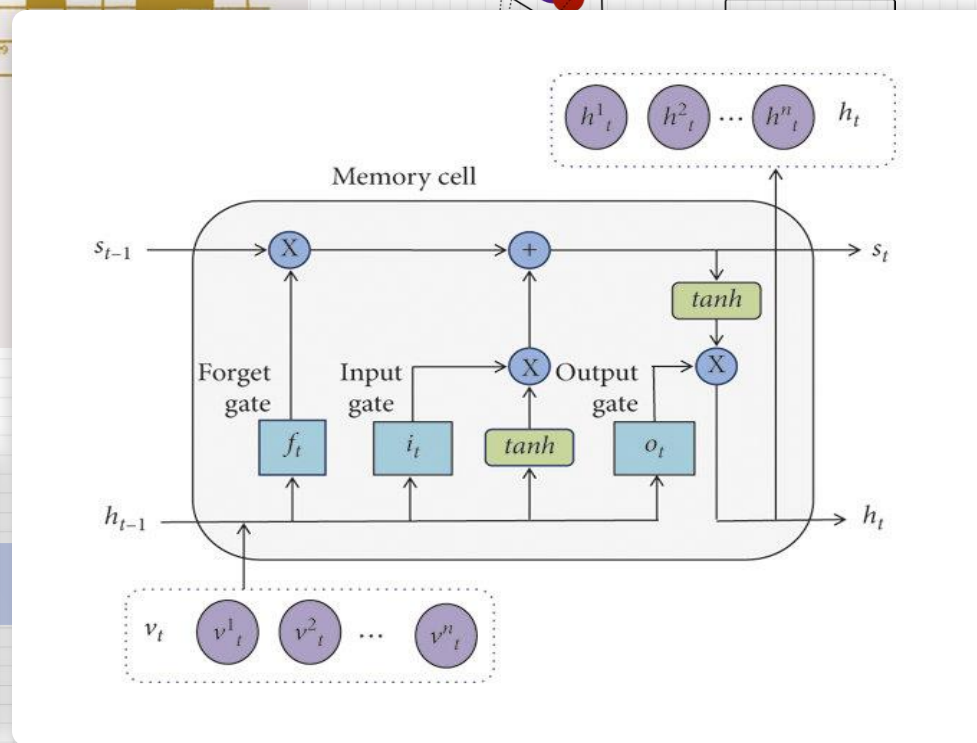 h¹ₜ h²ₜ ... hⁿₜ hₜ
Memory cell
sₜ₋₁ X + sₜ
tanh
Forget gate
Input gate
X
Output gate
X
fₜ
iₜ
tanh
oₜ
hₜ₋₁ hₜ
vₜ v¹ₜ v²ₜ ... vⁿₜ